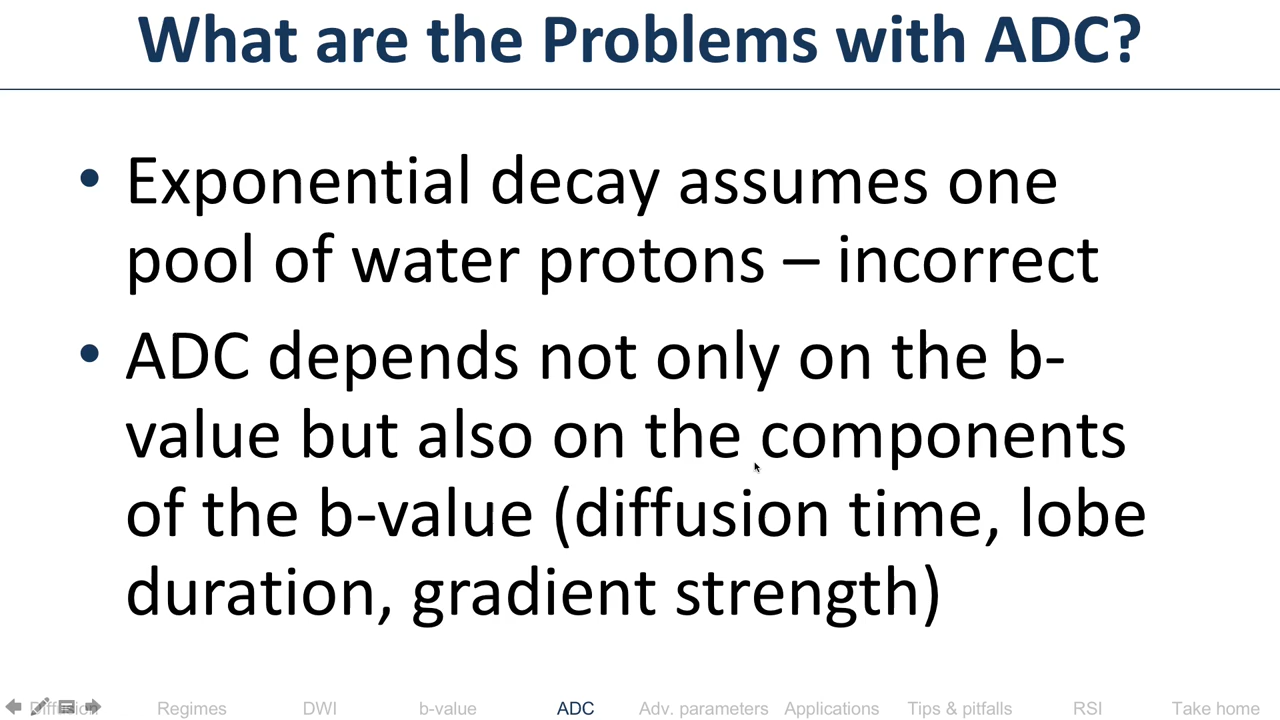 What are the Problems with ADC?
• Exponential decay assumes one
pool of water protons – incorrect
• ADC depends not only on the b-
value but also on the components
of the b-value (diffusion time, lobe
duration, gradient strength)
Diffusion Regimes DWI b-value ADC Adv. parameters Applications Tips & pitfalls RSI Take home